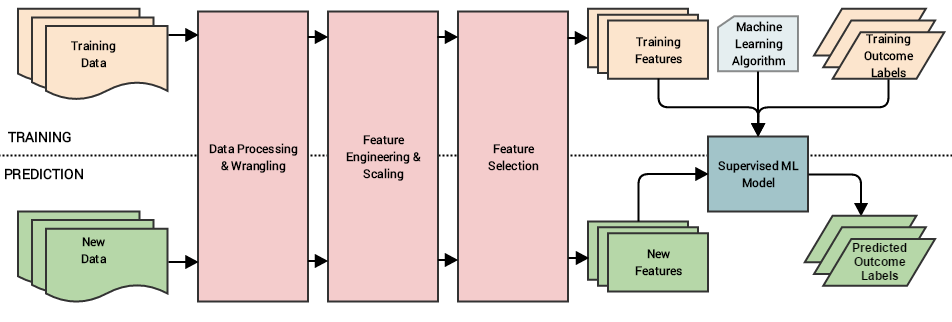 Training
Data
TRAINING
PREDICTION
New
Data
Data Processing
& Wrangling
Feature
Engineering &
Scaling
Feature
Selection
Training
Features
Machine
Learning
Algorithm
Training
Outcome
Labels
Supervised ML
Model
New
Features
Predicted
Outcome
Labels